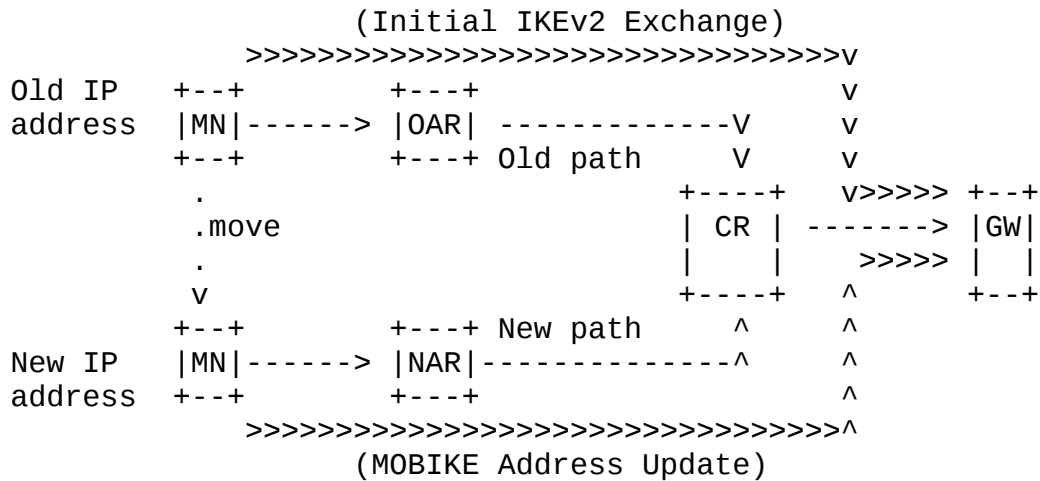 (Initial IKEv2 Exchange)
              >>>>>>>>>>>>>>>>>>>>>>>>>>>>>>>>>v
Old IP   +--+         +---+                        v
address  |MN|------> |OAR| -------------V     v
         +--+         +---+ Old path     V     v
          .                          +----+   v>>>>> +--+
          .move                      | CR | -------> |GW|
          .                          |    |    >>>>> |  |
          v                          +----+   ^      +--+
         +--+         +---+ New path     ^     ^
New IP   |MN|------> |NAR|--------------^     ^
address  +--+         +---+                    ^
              >>>>>>>>>>>>>>>>>>>>>>>>>>>>>>>>>^
                    (MOBIKE Address Update)